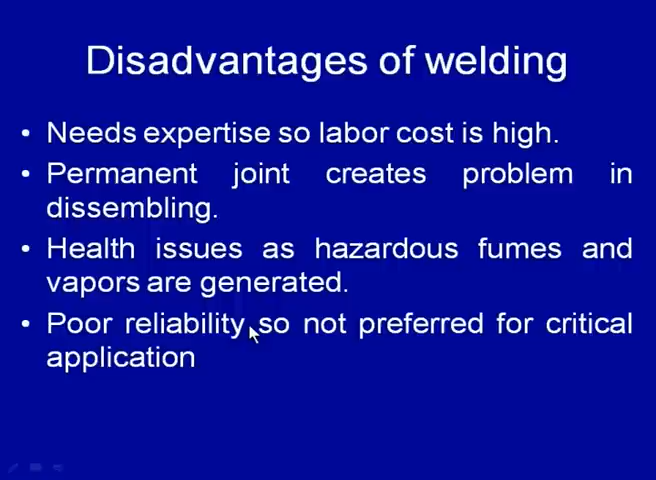 Disadvantages of welding
• Needs expertise so labor cost is high.
• Permanent joint creates problem in
dissembling.
• Health issues as hazardous fumes and
vapors are generated.
• Poor reliability so not preferred for critical
application